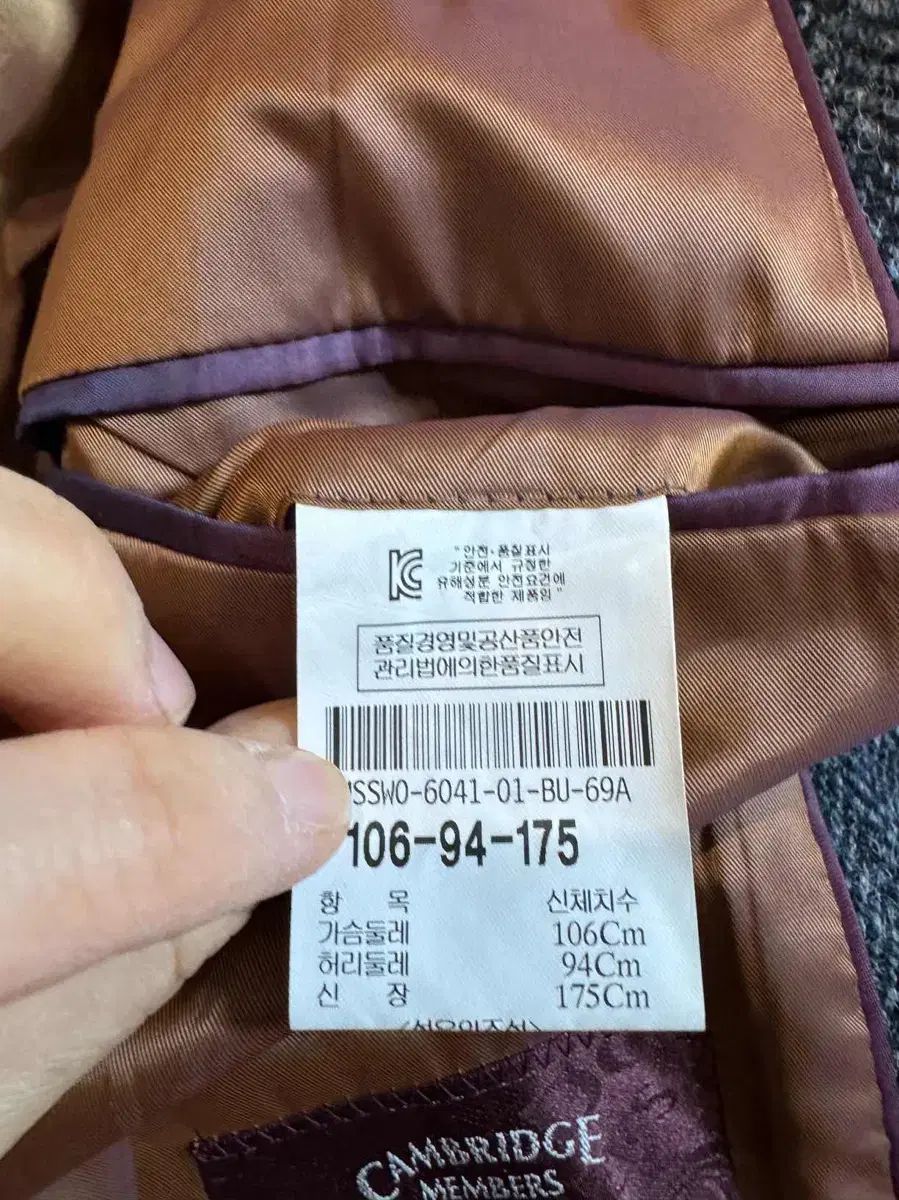 " 안전·품질표시
기준에서 규정한
유해성분 안전요건에
적합한 제품임 "
품질경영및공산품안전
관리법에의한품질표시
SSWO-6041-01-BU-69A
106-94-175
항 목 신체치수
가슴둘레 106Cm
허리둘레 94Cm
신 장 175Cm
CAMBRIDGE
MEMBERS